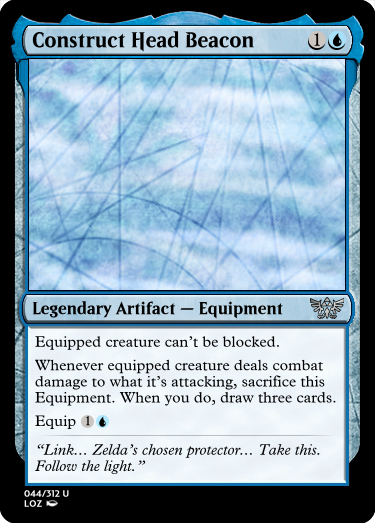 Construct Head Beacon 1
Legendary Artifact — Equipment
Equipped creature can't be blocked.
Whenever equipped creature deals combat
damage to what it's attacking, sacrifice this
Equipment. When you do, draw three cards.
Equip 1
“Link… Zelda’s chosen protector… Take this.
Follow the light.”
044/312 U
LOZ